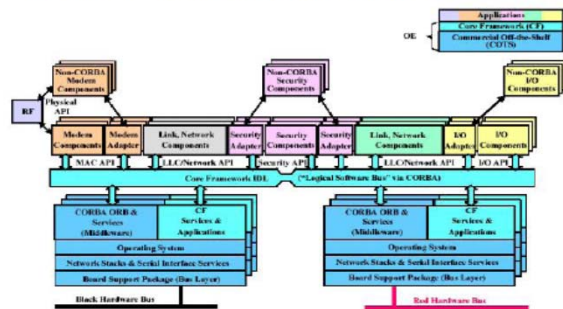 Applications
OE
Core Framework (CF)
Commercial Off-the-Shelf
(COTS)
Non-CORBA
Modem
Components
Non-CORBA
Security
Components
Non-CORBA
I/O
Components
RF
Physical
API
Modem
Components
Modem
Adapter
Link, Network
Components
Security
Adapter
Security
Components
Security
Adapter
Link, Network
Components
I/O
Adapter
I/O
Components
MAC API
LLC/Network API
Security API
LLC/Network API
I/O API
Core Framework IDL
("Logical Software Bus" via CORBA)
CORBA ORB &
Services
(Middleware)
CF
Services &
Applications
Operating System
Network Stacks & Serial Interface Services
Board Support Package (Bus Layer)
Black Hardware Bus
CORBA ORB &
Services
(Middleware)
CF
Services &
Applications
Operating System
Network Stacks & Serial Interface Services
Board Support Package (Bus Layer)
Red Hardware Bus